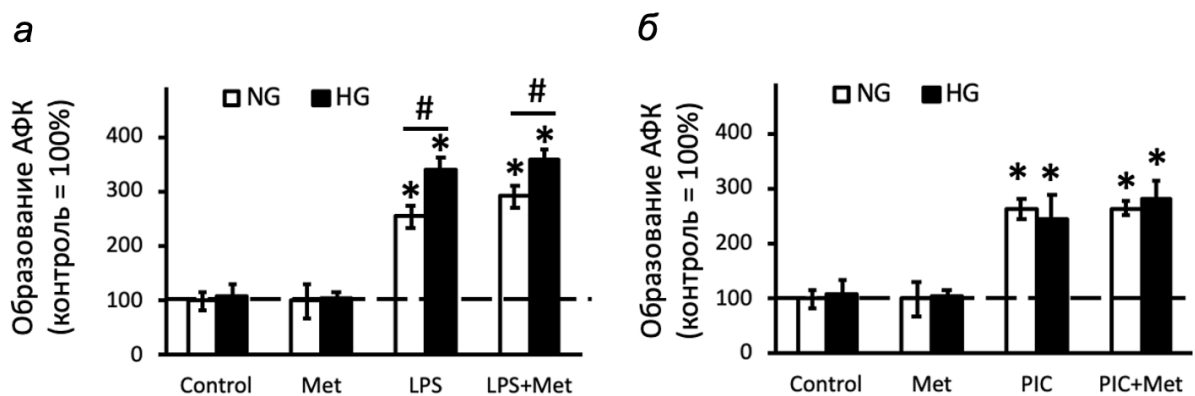 а
Образование АФК
(контроль = 100%)
NG HG
#
#
*
*
*
*
400
300
200
100
0
Control Met LPS LPS+Met
б
Образование АФК
(контроль = 100%)
NG HG
*
*
*
*
400
300
200
100
0
Control Met PIC PIC+Met